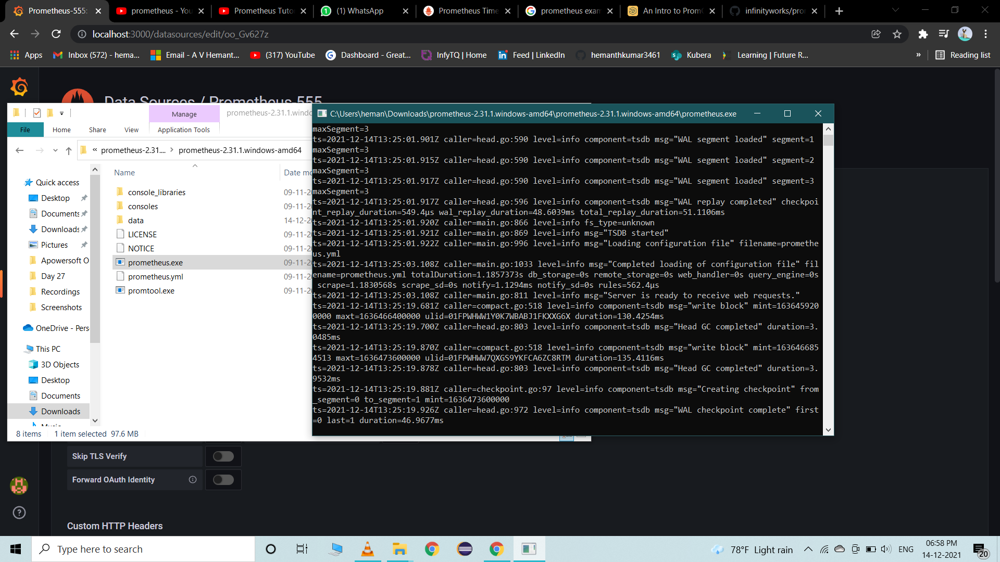 Prometheus-555:
prometheus - You
Prometheus Tuto
(1) WhatsApp
Prometheus Time
prometheus exam
An Intro to Prom
infinityworks/pro
localhost:3000/datasources/edit/oo_Gv627z
Apps
Inbox (572) - hema...
Email - A V Hemant...
(317) YouTube
Dashboard - Great...
InfyTQ | Home
Feed | LinkedIn
hemanthkumar3461
Kubera
Learning | Future R...
»
Reading list
Data Sources / Prometheus-555
Manage
prometheus-2.31.1.windo
File
Home
Share
View
Application Tools
« prometheus-2.31.... > prometheus-2.31.1.windows-amd64
Name
Date mo
Quick access
Desktop
Documents
Downloads
Pictures
Apowersoft O
Day 27
Recordings
Screenshots
OneDrive - Pers
This PC
3D Objects
Desktop
Documents
Downloads
console_libraries 09-11-20
consoles 09-11-20
data 14-12-20
LICENSE 09-11-20
NOTICE 09-11-20
prometheus.exe 09-11-20
prometheus.yml 09-11-20
promtool.exe 09-11-20
8 items 1 item selected 97.6 MB
C:\Users\heman\Downloads\prometheus-2.31.1.windows-amd64\prometheus-2.31.1.windows-amd64\prometheus.exe
maxSegment=3
ts=2021-12-14T13:25:01.901Z caller=head.go:590 level=info component=tsdb msg="WAL segment loaded" segment=1
maxSegment=3
ts=2021-12-14T13:25:01.915Z caller=head.go:590 level=info component=tsdb msg="WAL segment loaded" segment=2
maxSegment=3
ts=2021-12-14T13:25:01.917Z caller=head.go:590 level=info component=tsdb msg="WAL segment loaded" segment=3
maxSegment=3
ts=2021-12-14T13:25:01.917Z caller=head.go:596 level=info component=tsdb msg="WAL replay completed" checkpoi
nt_replay_duration=549.4µs wal_replay_duration=48.6039ms total_replay_duration=51.1106ms
ts=2021-12-14T13:25:01.920Z caller=main.go:866 level=info fs_type=unknown
ts=2021-12-14T13:25:01.921Z caller=main.go:869 level=info msg="TSDB started"
ts=2021-12-14T13:25:01.922Z caller=main.go:996 level=info msg="Loading configuration file" filename=promethe
us.yml
ts=2021-12-14T13:25:03.108Z caller=main.go:1033 level=info msg="Completed loading of configuration file" fil
ename=prometheus.yml totalDuration=1.1857373s db_storage=0s remote_storage=0s web_handler=0s query_engine=0s
scrape=1.1830568s scrape_sd=0s notify=1.1294ms notify_sd=0s rules=562.4µs
ts=2021-12-14T13:25:03.108Z caller=main.go:811 level=info msg="Server is ready to receive web requests."
ts=2021-12-14T13:25:19.681Z caller=compact.go:518 level=info component=tsdb msg="write block" mint=163645920
0000 maxt=1636466400000 ulid=01FPWHWW1Y0K7WBABJ1FKXXG6X duration=130.4254ms
ts=2021-12-14T13:25:19.700Z caller=head.go:803 level=info component=tsdb msg="Head GC completed" duration=3.
0485ms
ts=2021-12-14T13:25:19.870Z caller=compact.go:518 level=info component=tsdb msg="write block" mint=163646685
4513 maxt=1636473600000 ulid=01FPWHWW7QXGS9YKFCA6ZC8RTM duration=135.4116ms
ts=2021-12-14T13:25:19.878Z caller=head.go:803 level=info component=tsdb msg="Head GC completed" duration=3.
9532ms
ts=2021-12-14T13:25:19.881Z caller=checkpoint.go:97 level=info component=tsdb msg="Creating checkpoint" from
_segment=0 to_segment=1 mint=1636473600000
ts=2021-12-14T13:25:19.926Z caller=head.go:972 level=info component=tsdb msg="WAL checkpoint complete" first
=0 last=1 duration=46.9677ms
Skip TLS Verify
Forward OAuth Identity
Custom HTTP Headers
Type here to search
78°F Light rain
ENG
06:58 PM
14-12-2021
20